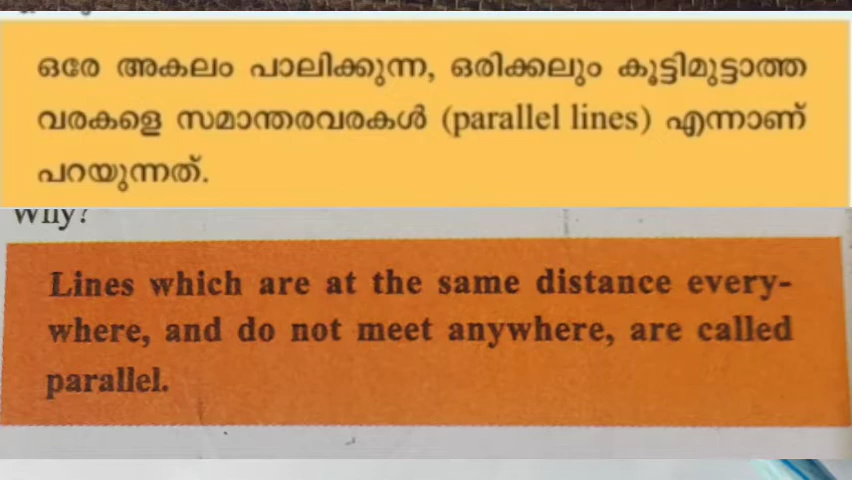 ഒരേ അകലം പാലിക്കുന്ന, ഒരിക്കലും കൂട്ടിമുട്ടാത്ത
വരകളെ സമാന്തരവരകൾ (parallel lines) എന്നാണ്
പറയുന്നത്.
Why?
Lines which are at the same distance every-
where, and do not meet anywhere, are called
parallel.